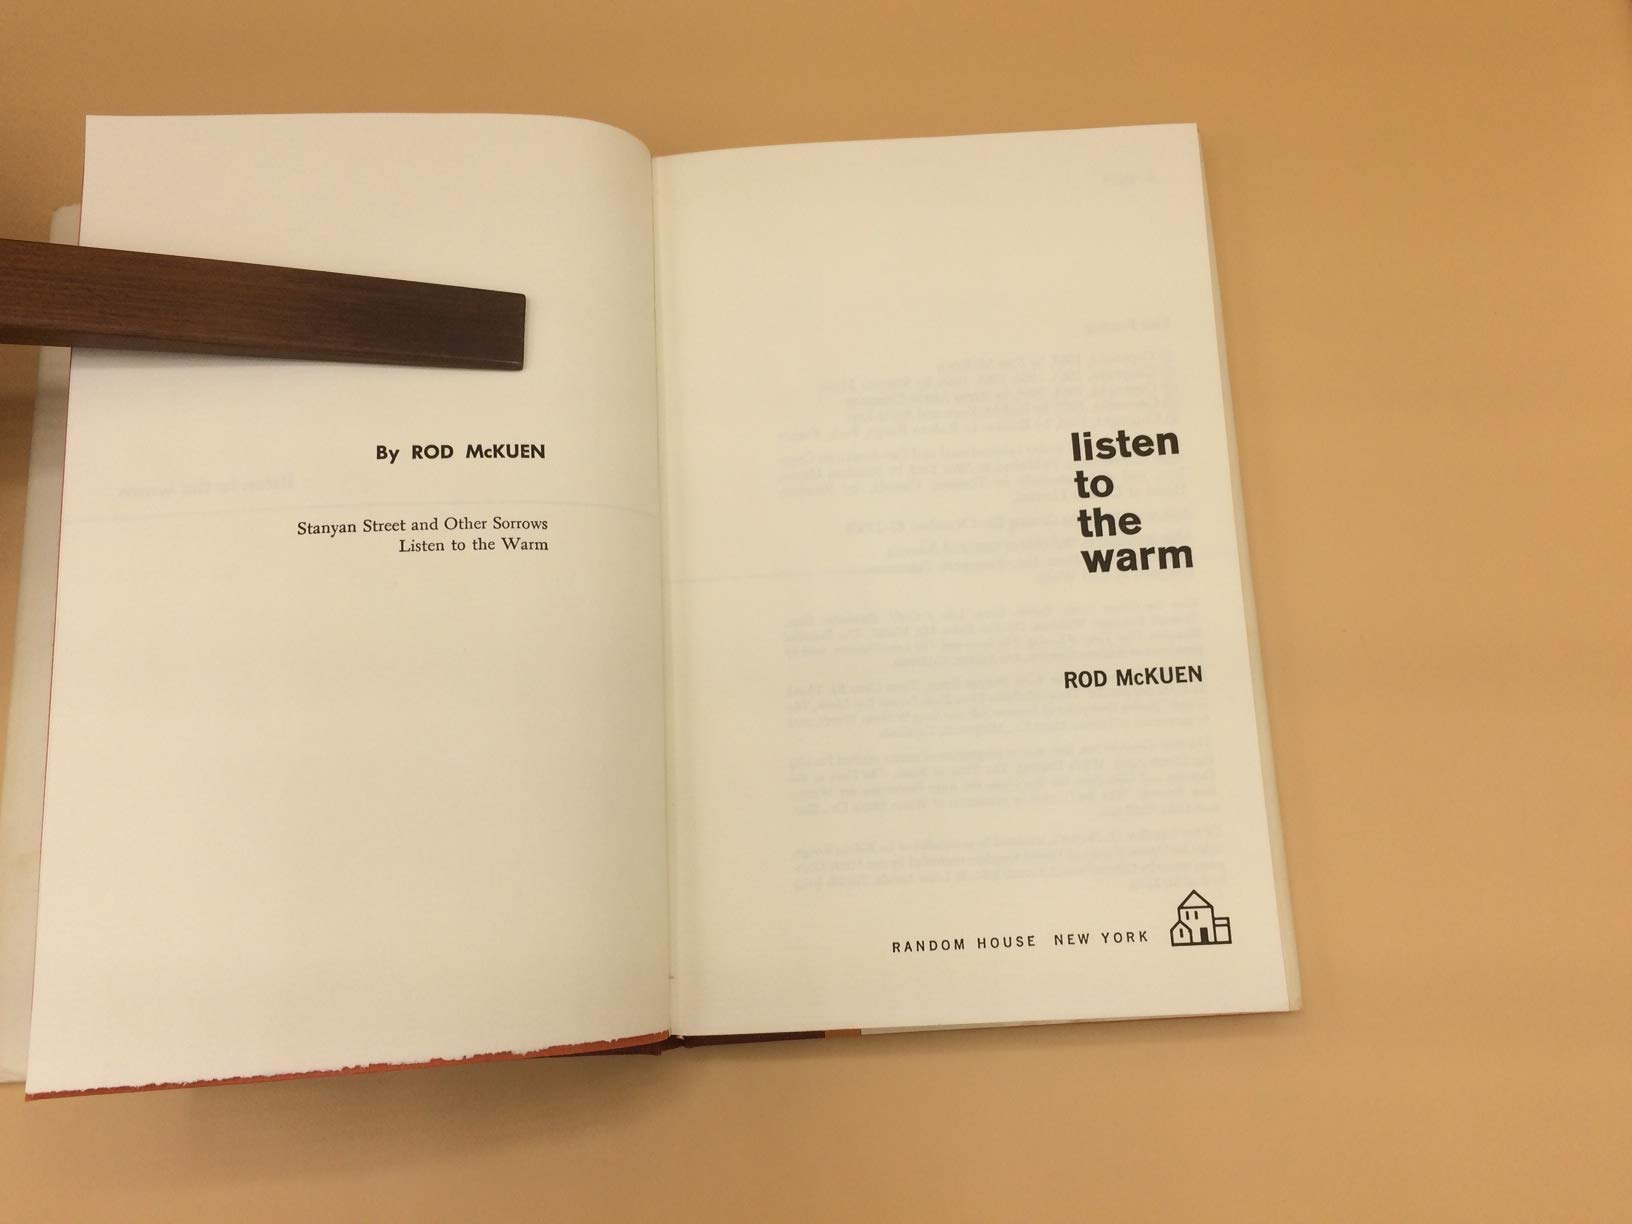 By ROD McKUEN
Stanyan Street and Other Sorrows
Listen to the Warm
listen
to
the
warm
ROD McKUEN
RANDOM HOUSE NEW YORK